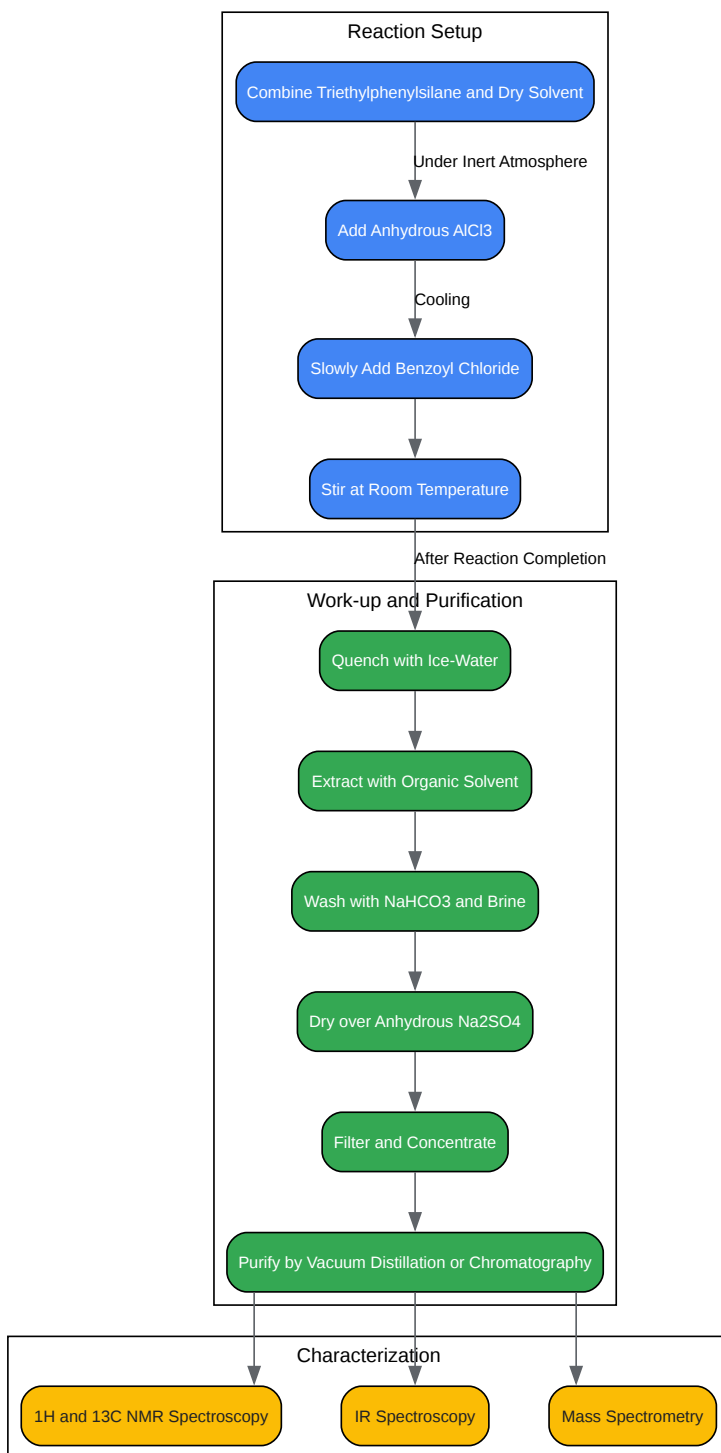 Reaction Setup
Combine Triethylphenylsilane and Dry Solvent
Under Inert Atmosphere
Add Anhydrous AlCl3
Cooling
Slowly Add Benzoyl Chloride
Stir at Room Temperature
After Reaction Completion
Work-up and Purification
Quench with Ice-Water
Extract with Organic Solvent
Wash with NaHCO3 and Brine
Dry over Anhydrous Na2SO4
Filter and Concentrate
Purify by Vacuum Distillation or Chromatography
Characterization
1H and 13C NMR Spectroscopy
IR Spectroscopy
Mass Spectrometry